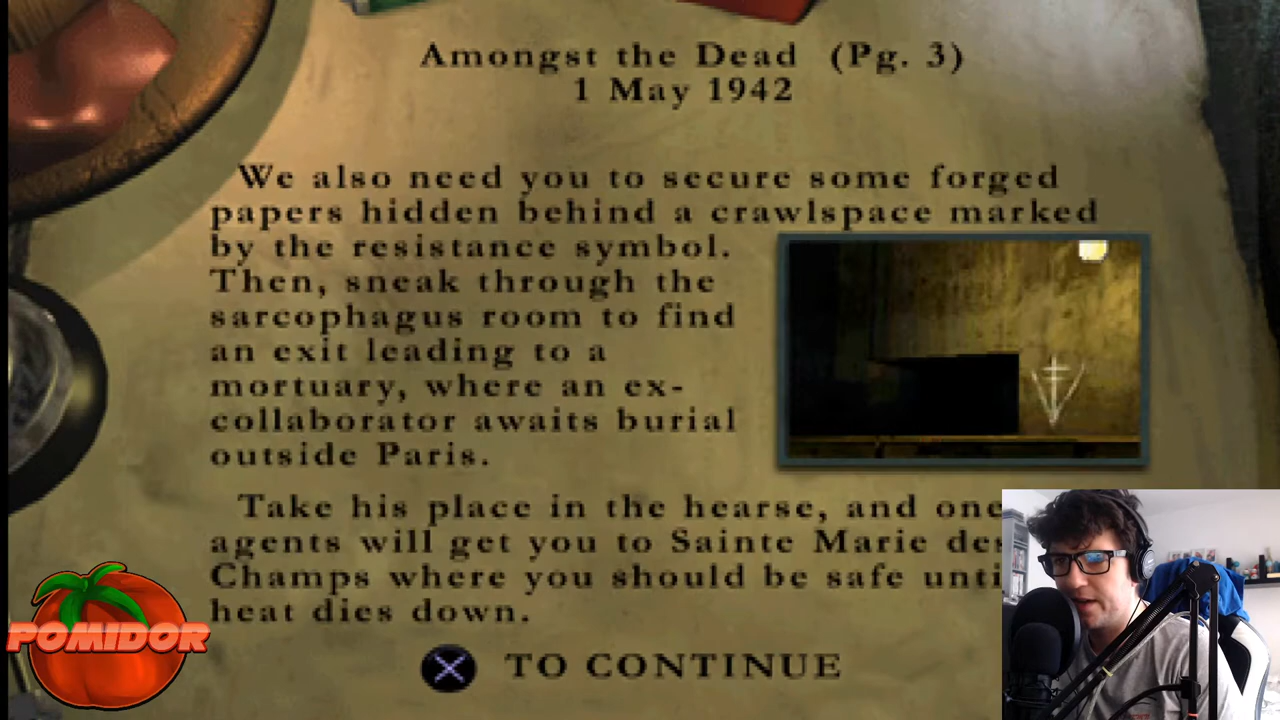 Amongst the Dead (Pg. 3)
1 May 1942
We also need you to secure some forged
papers hidden behind a crawlspace marked
by the resistance symbol.
Then, sneak through the
sarcophagus room to find
an exit leading to a
mortuary, where an ex-
collaborator awaits burial
outside Paris.
Take his place in the hearse, and one
agents will get you to Sainte Marie des
Champs where you should be safe unti
heat dies down.
X TO CONTINUE
POMIDOR